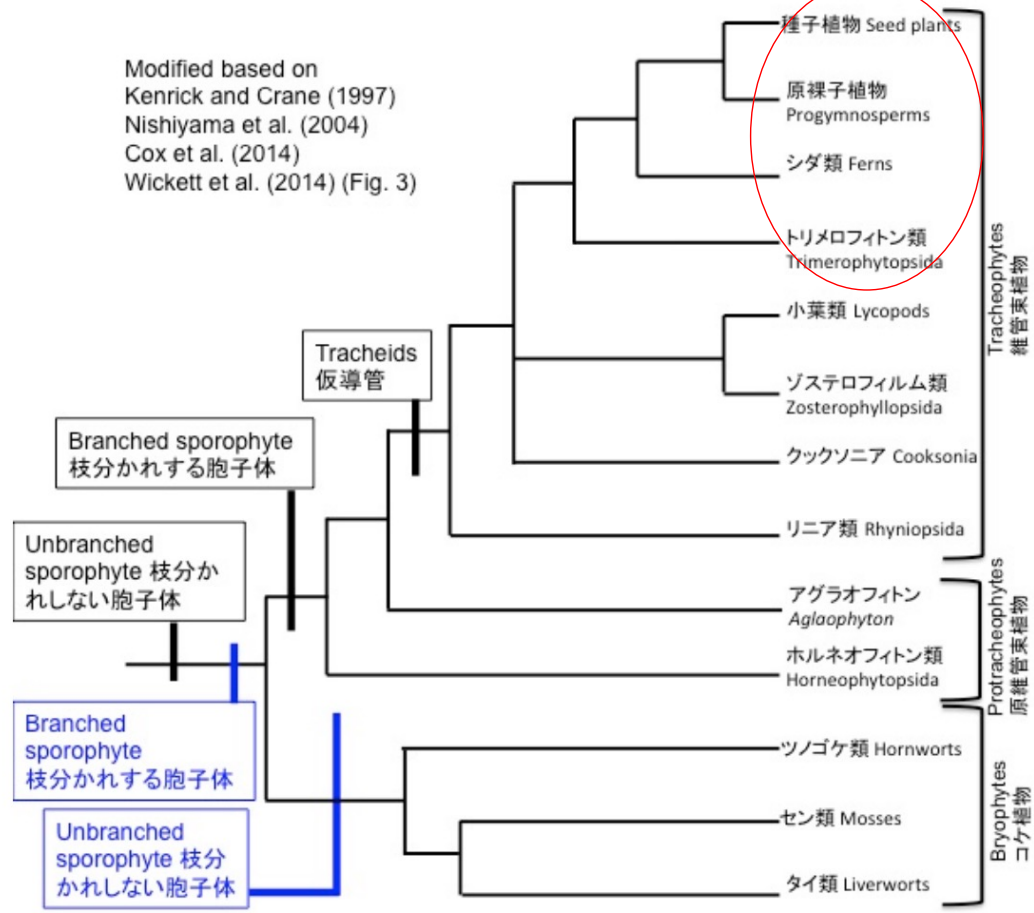 Modified based on
Kenrick and Crane (1997)
Nishiyama et al. (2004)
Cox et al. (2014)
Wickett et al. (2014) (Fig. 3)
種子植物 Seed plants
原裸子植物
Progymnosperms
シダ類 Ferns
トリメロフィトン類
Trimerophytopsida
小葉類 Lycopods
ゾステロフィルム類
Zosterophyllopsida
クックソニア Cooksonia
リニア類 Rhyniopsida
Tracheophytes
維管束植物
アグラオフィトン
Aglaophyton
ホルネオフィトン類
Horneophytopsida
Protracheophytes
原維管束植物
ツノゴケ類 Hornworts
セン類 Mosses
タイ類 Liverworts
Bryophytes
コケ植物
Tracheids
仮導管
Branched sporophyte
枝分かれする胞子体
Unbranched
sporophyte 枝分か
れしない胞子体
Branched
sporophyte
枝分かれする胞子体
Unbranched
sporophyte 枝分
かれしない胞子体